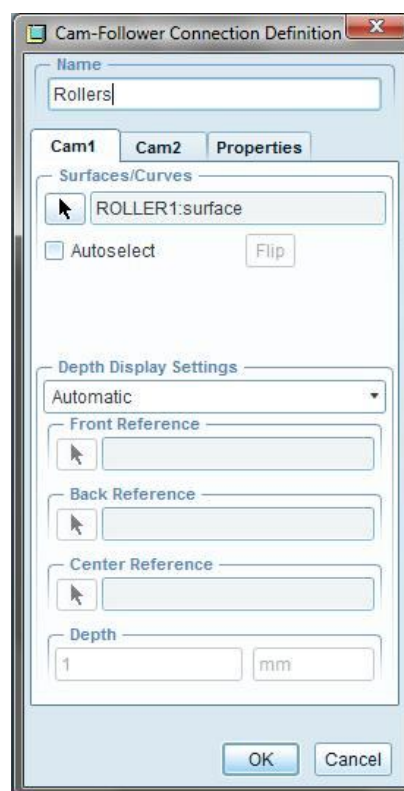 Cam-Follower Connection Definition
Name
Rollers
Cam1 Cam2 Properties
Surfaces/Curves
ROLLER1:surface
Autoselect Flip
Depth Display Settings
Automatic
Front Reference
Back Reference
Center Reference
Depth
1 mm
OK Cancel